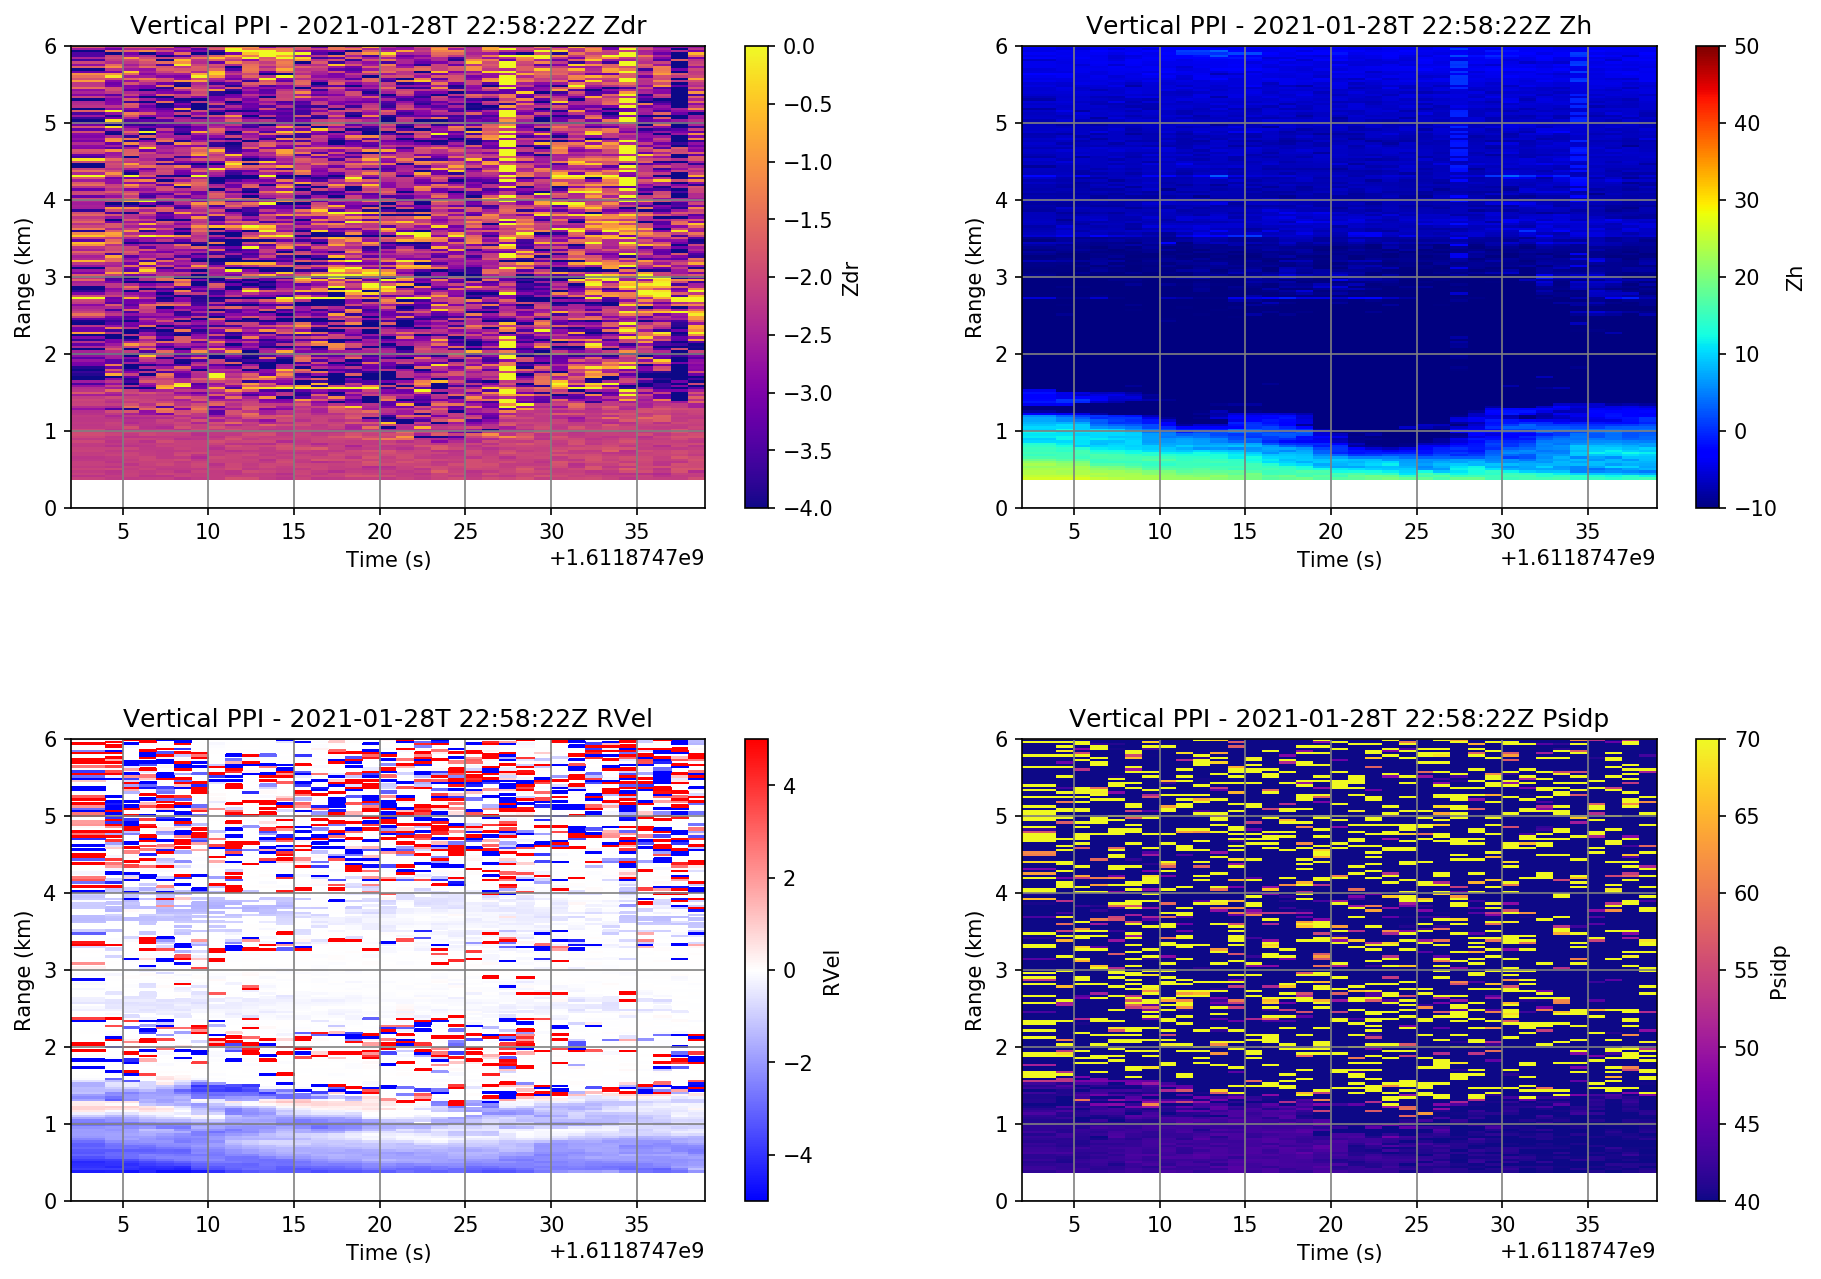 Vertical PPI - 2021-01-28T 22:58:22Z Zdr
6
5
4
3
2
1
0
Range (km)
5 10 15 20 25 30 35
Time (s)
+1.6118747e9
0.0
−0.5
−1.0
−1.5
−2.0
−2.5
−3.0
−3.5
−4.0
Zdr
Vertical PPI - 2021-01-28T 22:58:22Z Zh
6
5
4
3
2
1
0
Range (km)
5 10 15 20 25 30 35
Time (s)
+1.6118747e9
50
40
30
20
10
0
−10
Zh
Vertical PPI - 2021-01-28T 22:58:22Z RVel
6
5
4
3
2
1
0
Range (km)
5 10 15 20 25 30 35
Time (s)
+1.6118747e9
4
2
0
−2
−4
RVel
Vertical PPI - 2021-01-28T 22:58:22Z Psidp
6
5
4
3
2
1
0
Range (km)
5 10 15 20 25 30 35
Time (s)
+1.6118747e9
70
65
60
55
50
45
40
Psidp